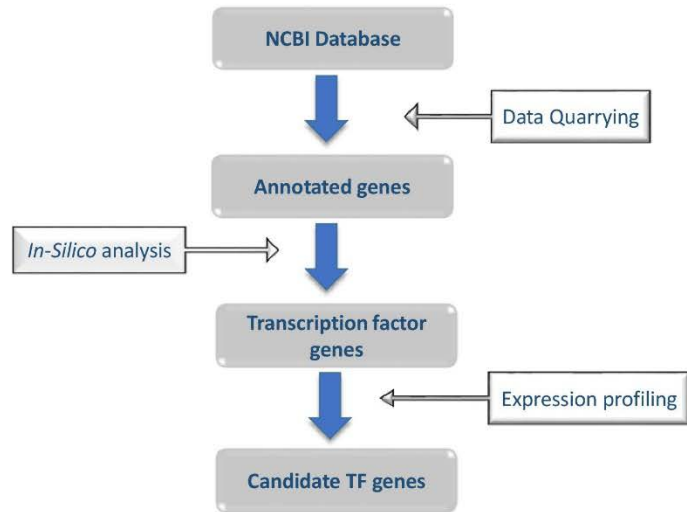 NCBI Database
Data Quarrying
Annotated genes
In-Silico analysis
Transcription factor
genes
Expression profiling
Candidate TF genes